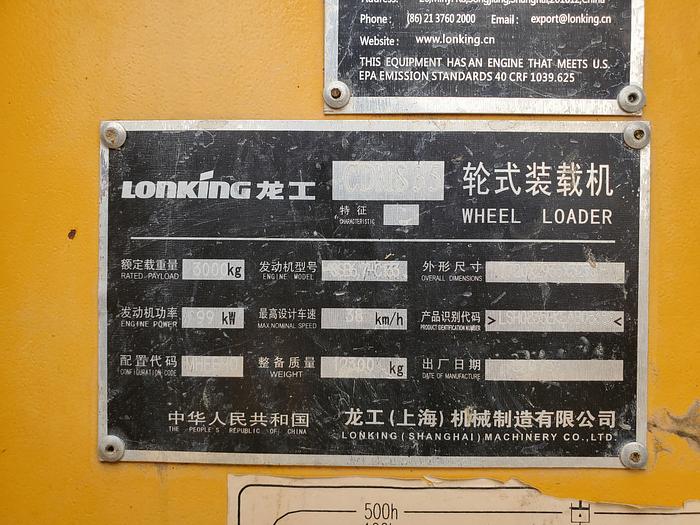 Phone： (86) 21 3760 2000 Email： export@lonking.cn
Website： www.lonking.cn
THIS EQUIPMENT HAS AN ENGINE THAT MEETS U.S.
EPA EMISSION STANDARDS 40 CRF 1039.625
LONKING 龙工
轮式装载机
特征
CHARACTERISTIC
WHEEL LOADER
额定载重量 3000 kg 发动机型号 外形尺寸
RATED PAYLOAD ENGINE MODEL OVERALL DIMENSIONS
发动机功率 kW 最高设计车速 38 km/h 产品识别代码 > <
ENGINE POWER MAX NOMINAL SPEED PRODUCT IDENTIFICATION NUMBER
配置代码 整备质量 kg 出厂日期
CONFIGURATION CODE WEIGHT DATE OF MANUFACTURE
中华人民共和国 龙工(上海)机械制造有限公司
THE PEOPLE'S REPUBLIC OF CHINA LONKING (SHANGHAI) MACHINERY CO.,LTD.
500h